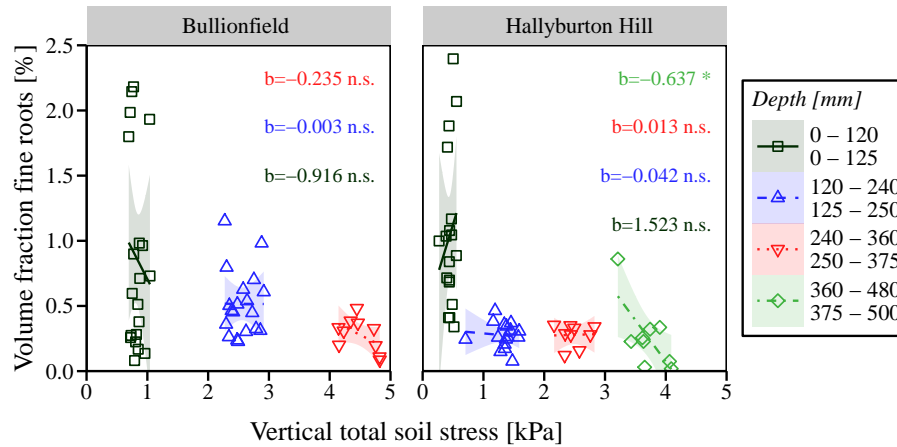 Bullionfield
Hallyburton Hill
Volume fraction fine roots [%]
2.5
2.0
1.5
1.0
0.5
0.0
b=−0.235 n.s.
b=−0.003 n.s.
b=−0.916 n.s.
b=−0.637 *
b=0.013 n.s.
b=−0.042 n.s.
b=1.523 n.s.
0 1 2 3 4 5
0 1 2 3 4 5
Vertical total soil stress [kPa]
Depth [mm]
0 – 120
0 – 125
120 – 240
125 – 250
240 – 360
250 – 375
360 – 480
375 – 500